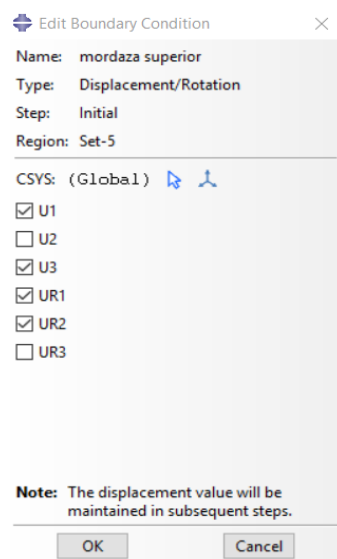 Edit Boundary Condition
Name: mordaza superior
Type: Displacement/Rotation
Step: Initial
Region: Set-5
CSYS: (Global)
U1
U2
U3
UR1
UR2
UR3
Note: The displacement value will be
maintained in subsequent steps.
OK Cancel